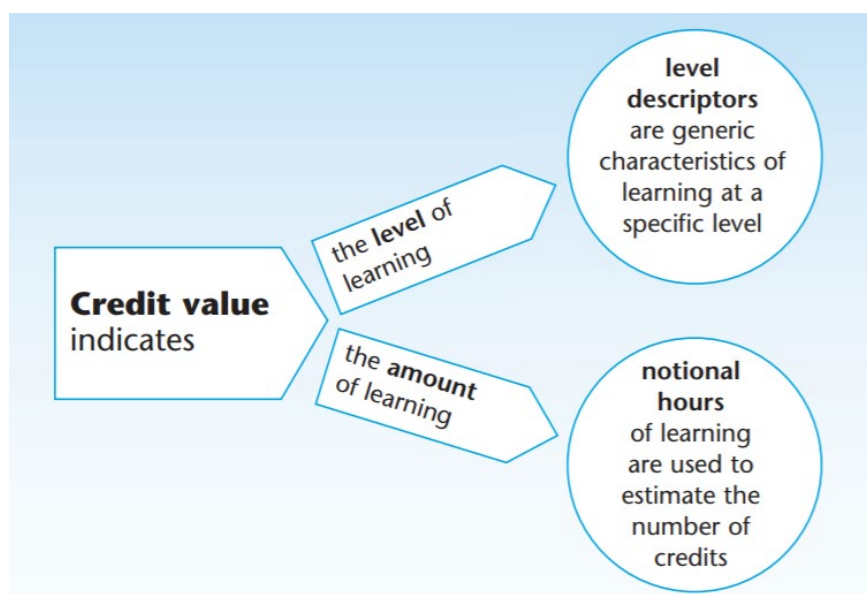 Credit value
indicates
the level of
learning
level
descriptors
are generic
characteristics of
learning at a
specific level
the amount
of learning
notional
hours
of learning
are used to
estimate the
number of
credits